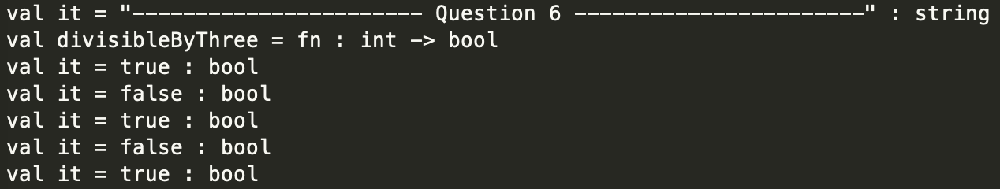 val it = "----------------------- Question 6 -----------------------" : string
val divisibleByThree = fn : int -> bool
val it = true : bool
val it = false : bool
val it = true : bool
val it = false : bool
val it = true : bool